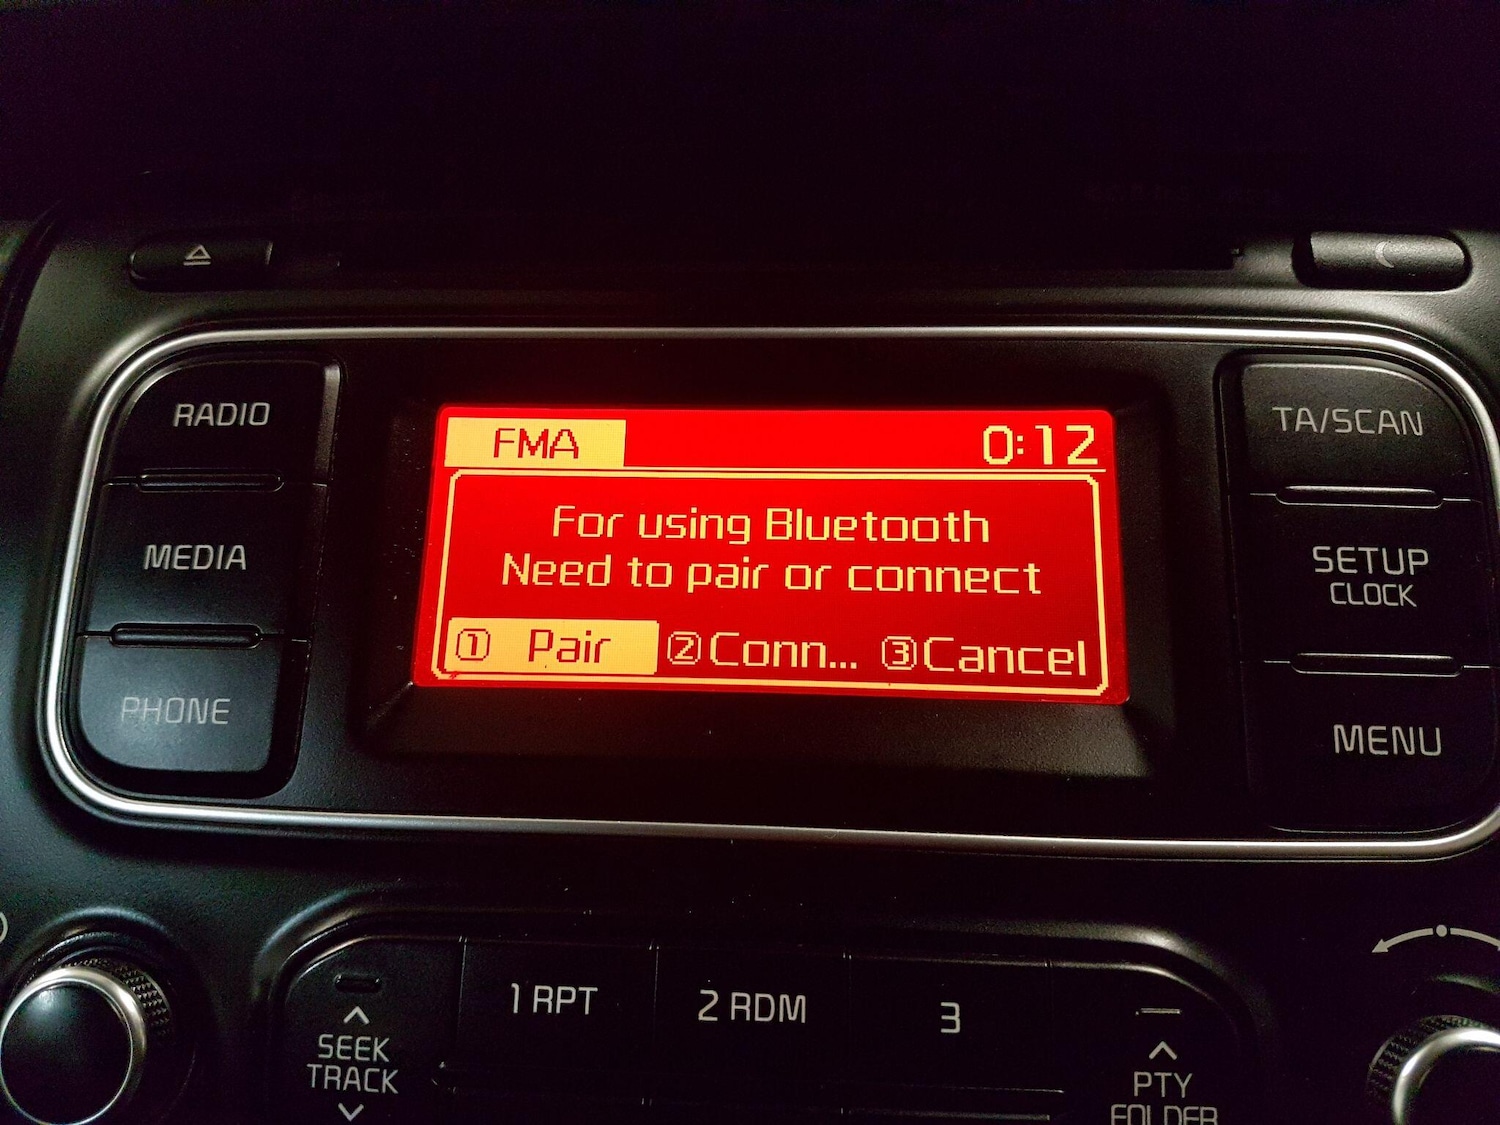 RADIO
MEDIA
PHONE
FMA 0:12
For using Bluetooth
Need to pair or connect
① Pair ②Conn... ③Cancel
TA/SCAN
SETUP
CLOCK
MENU
SEEK
TRACK
1 RPT
2 RDM
3
PTY
FOLDER